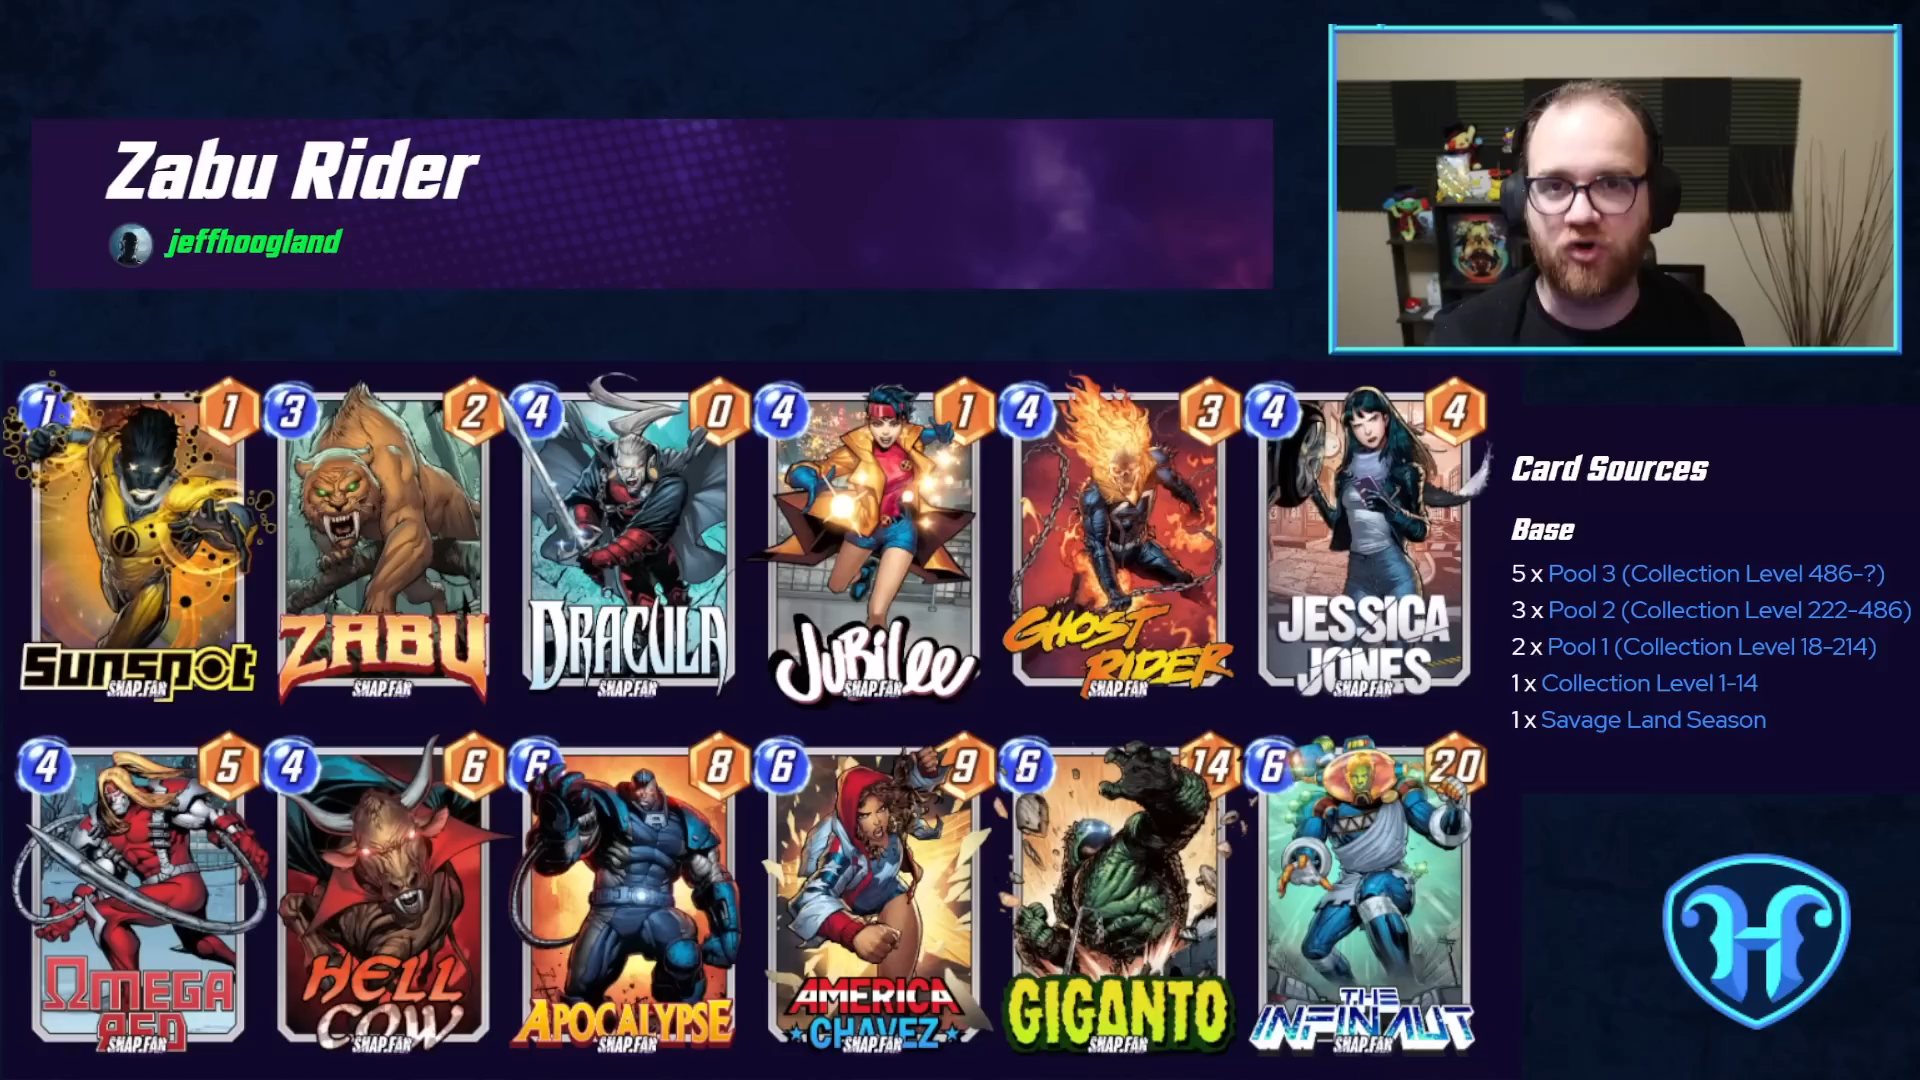 Zabu Rider
jeffhoogland
1 1 3 2 4 0 4 1 4 3 4 4
SUNSPOT ZABU DRACULA JUBILEE GHOST RIDER JESSICA JONES
SNAP.FAN SNAP.FAN SNAP.FAN SNAP.FAN SNAP.FAN SNAP.FAN
4 5 4 6 6 8 6 9 6 14 6 20
OMEGA RED HELL COW APOCALYPSE AMERICA CHAVEZ GIGANTO THE INFINAUT
SNAP.FAN SNAP.FAN SNAP.FAN SNAP.FAN SNAP.FAN SNAP.FAN
Card Sources
Base
5 x Pool 3 (Collection Level 486-?)
3 x Pool 2 (Collection Level 222-486)
2 x Pool 1 (Collection Level 18-214)
1 x Collection Level 1-14
1 x Savage Land Season
H